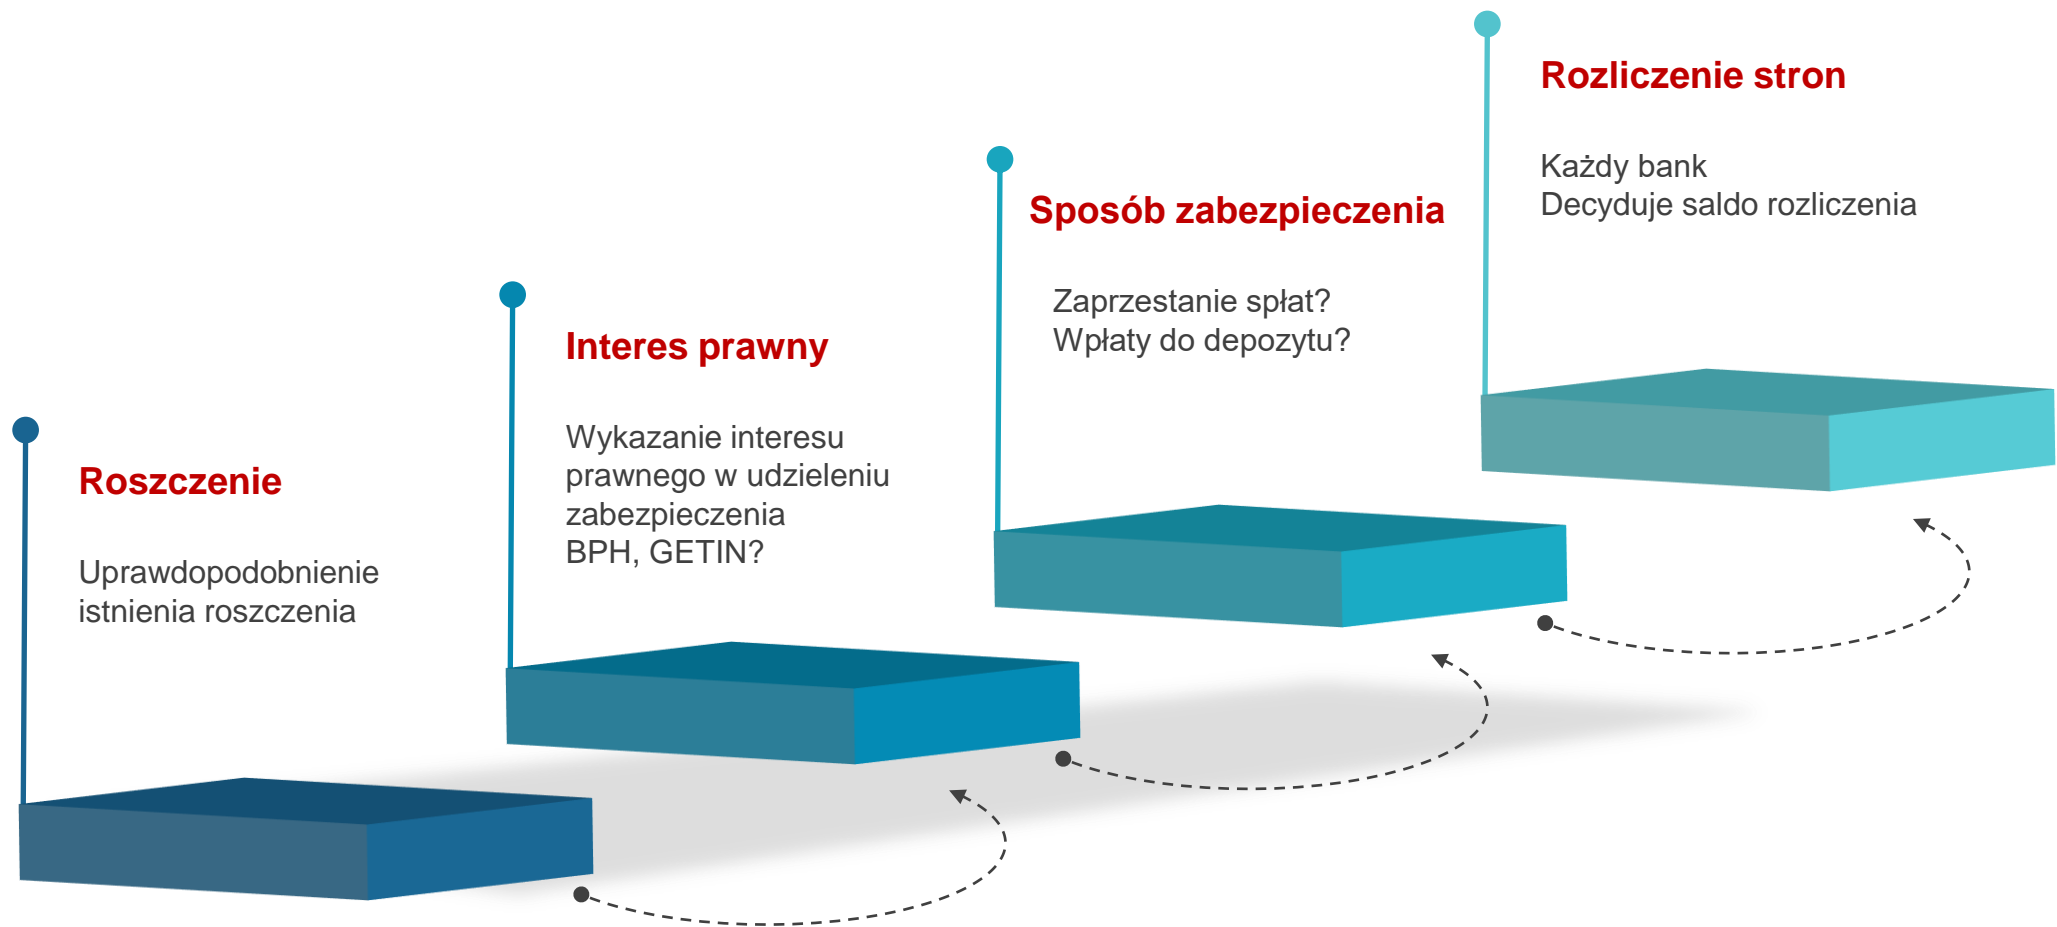 Roszczenie
Uprawdopodobnienie
istnienia roszczenia
Interes prawny
Wykazanie interesu
prawnego w udzieleniu
zabezpieczenia
BPH, GETIN?
Sposób zabezpieczenia
Zaprzestanie spłat?
Wpłaty do depozytu?
Rozliczenie stron
Każdy bank
Decyduje saldo rozliczenia